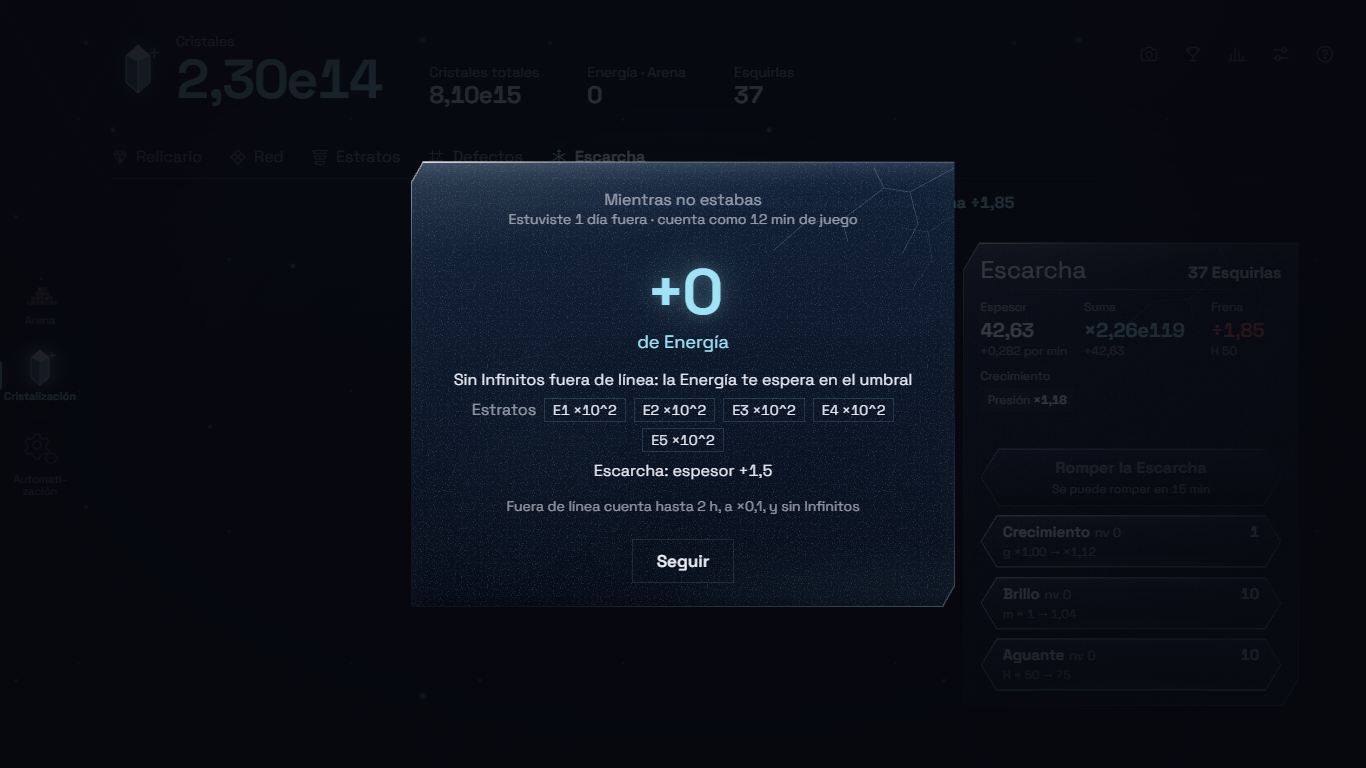 Cristales
2,30e14
Cristales totales
8,10e15
Energía · Arena
0
Esquirlas
37
Relicario
Red
Estratos
Defectos
Escarcha
÷1,85
Mientras no estabas
Estuviste 1 día fuera · cuenta como 12 min de juego
+0
de Energía
Sin Infinitos fuera de línea: la Energía te espera en el umbral
Estratos E1 ×10^2 E2 ×10^2 E3 ×10^2 E4 ×10^2
E5 ×10^2
Escarcha: espesor +1,5
Fuera de línea cuenta hasta 2 h, a ×0,1, y sin Infinitos
Seguir
Arena
Cristalización
Automati-
zación
Escarcha 37 Esquirlas
Espesor Suma Frena
42,63 ×2,26e119 ÷1,85
+0,282 por min +42,63 H 50
Crecimiento
Presión ×1,18
Romper la Escarcha
Se puede romper en 15 min
Crecimiento nv 0 1
g ×1,00 → ×1,12
Brillo nv 0 10
m = 1 → 1,04
Aguante nv 0 10
H = 50 → 75